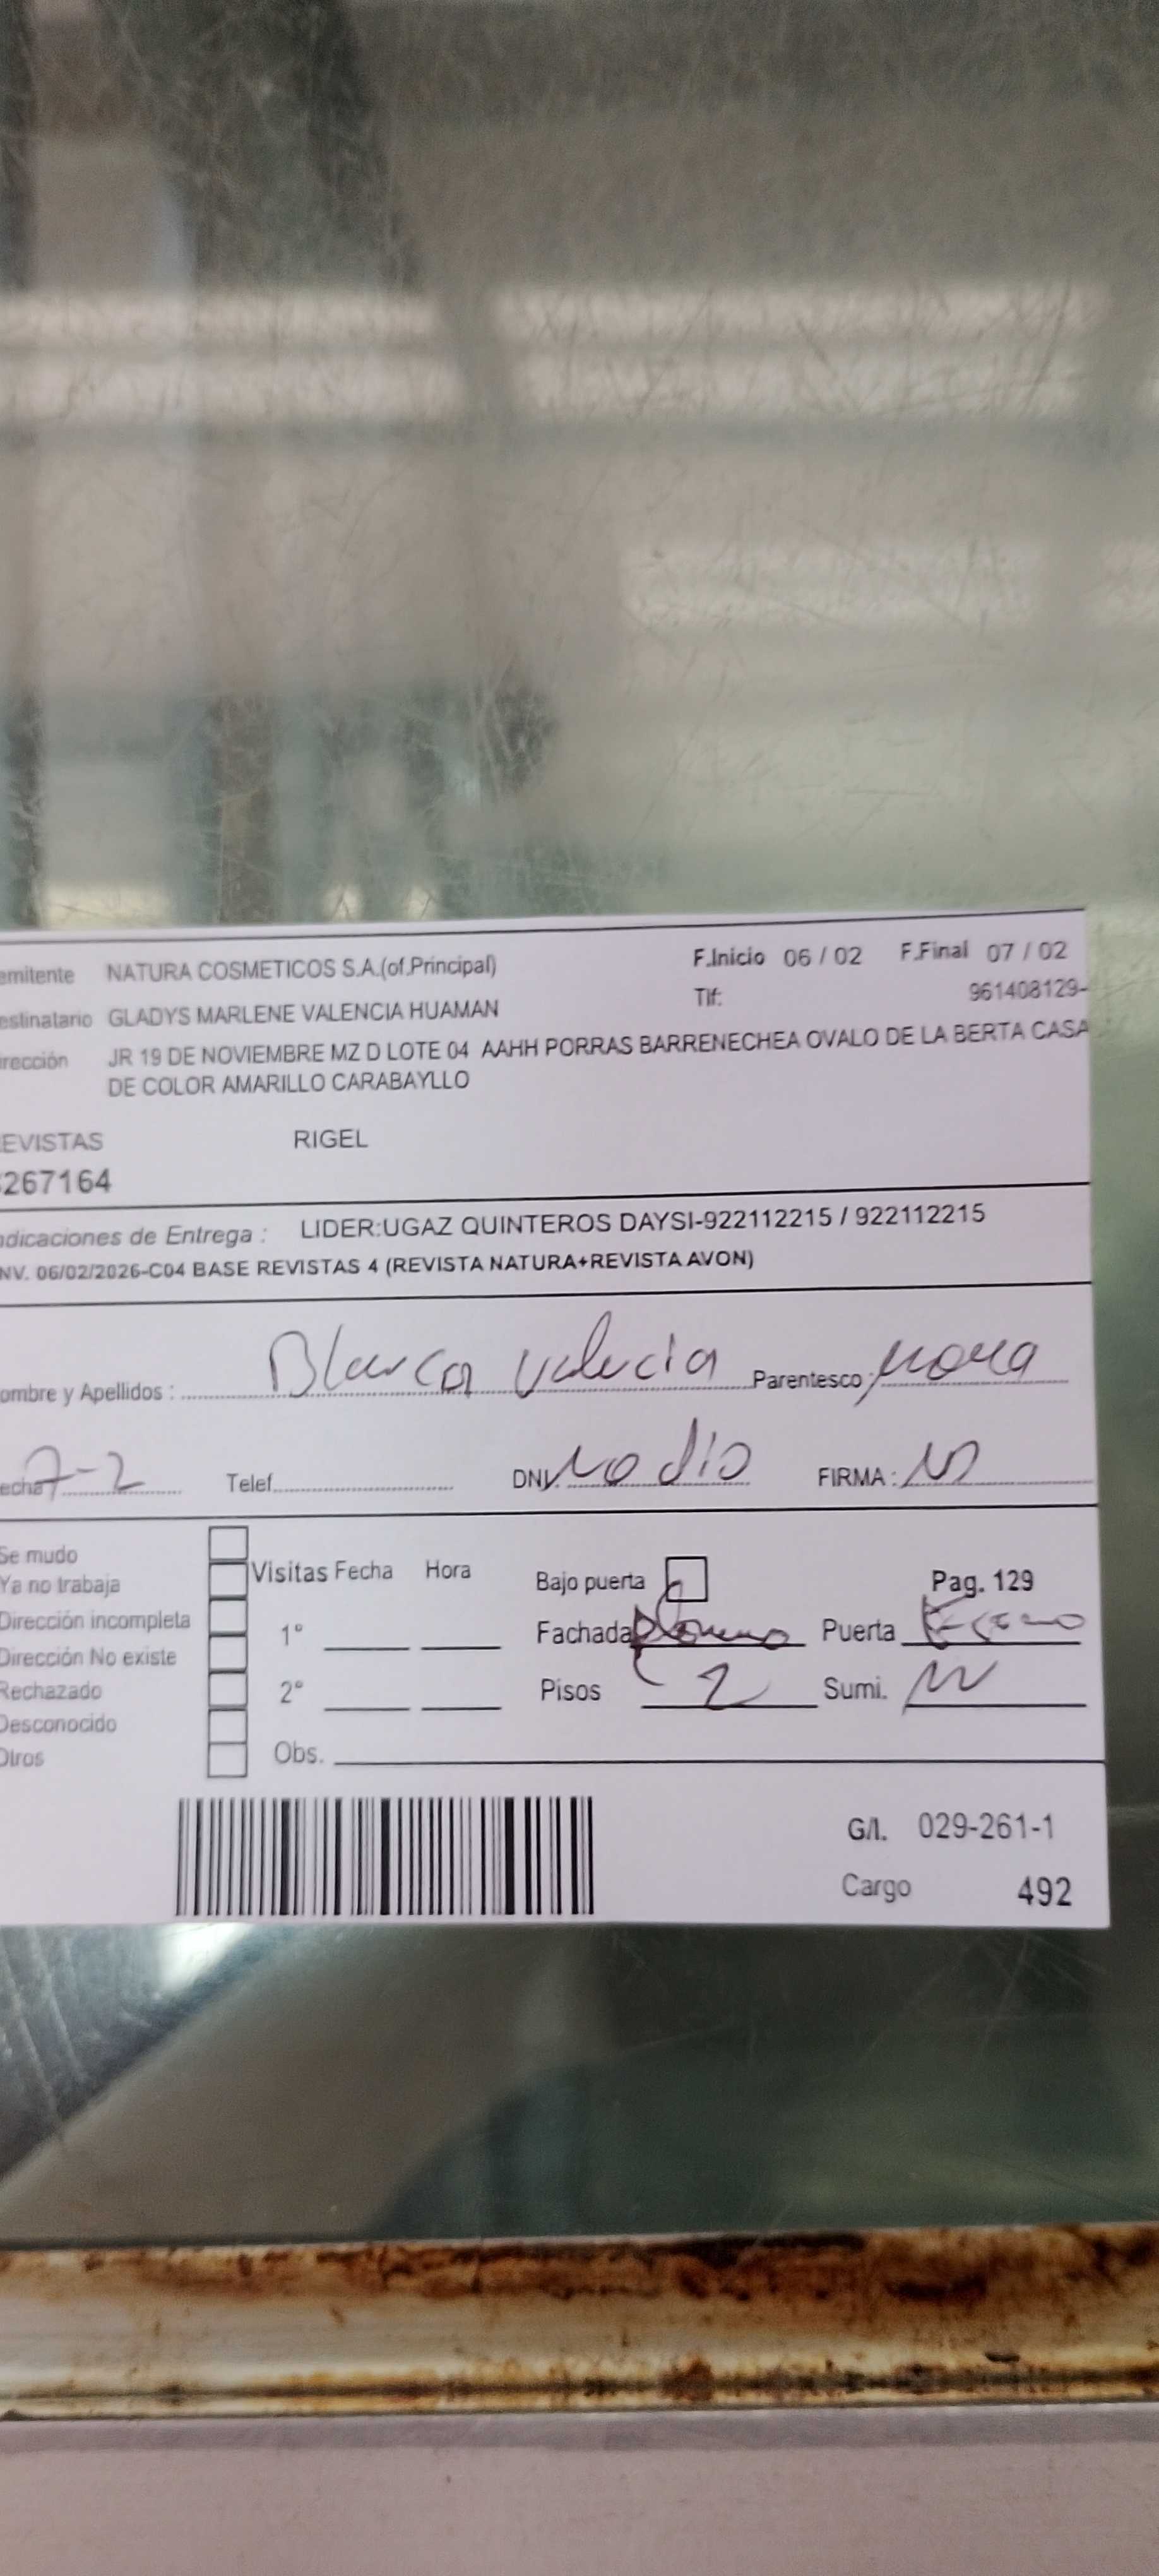 emitente NATURA COSMETICOS S.A.(of.Principal) F.Inicio 06 / 02 F.Final 07 / 02
estinatario GLADYS MARLENE VALENCIA HUAMAN Tlf: 961408129-
irección JR 19 DE NOVIEMBRE MZ D LOTE 04 AAHH PORRAS BARRENECHEA OVALO DE LA BERTA CASA
DE COLOR AMARILLO CARABAYLLO
EVISTAS RIGEL
267164
ndicaciones de Entrega : LIDER:UGAZ QUINTEROS DAYSI-922112215 / 922112215
NV. 06/02/2026-C04 BASE REVISTAS 4 (REVISTA NATURA+REVISTA AVON)
ombre y Apellidos : Blanca Valencia Parentesco :
echa 7-2 Telef. DNI. No dio FIRMA :
Se mudo
Ya no trabaja
Dirección incompleta
Dirección No existe
Rechazado
Desconocido
Otros
Visitas Fecha Hora
1°
2°
Obs.
Bajo puerta Pag. 129
Fachada Puerta
Pisos 2 Sumi.
G/I. 029-261-1
Cargo 492